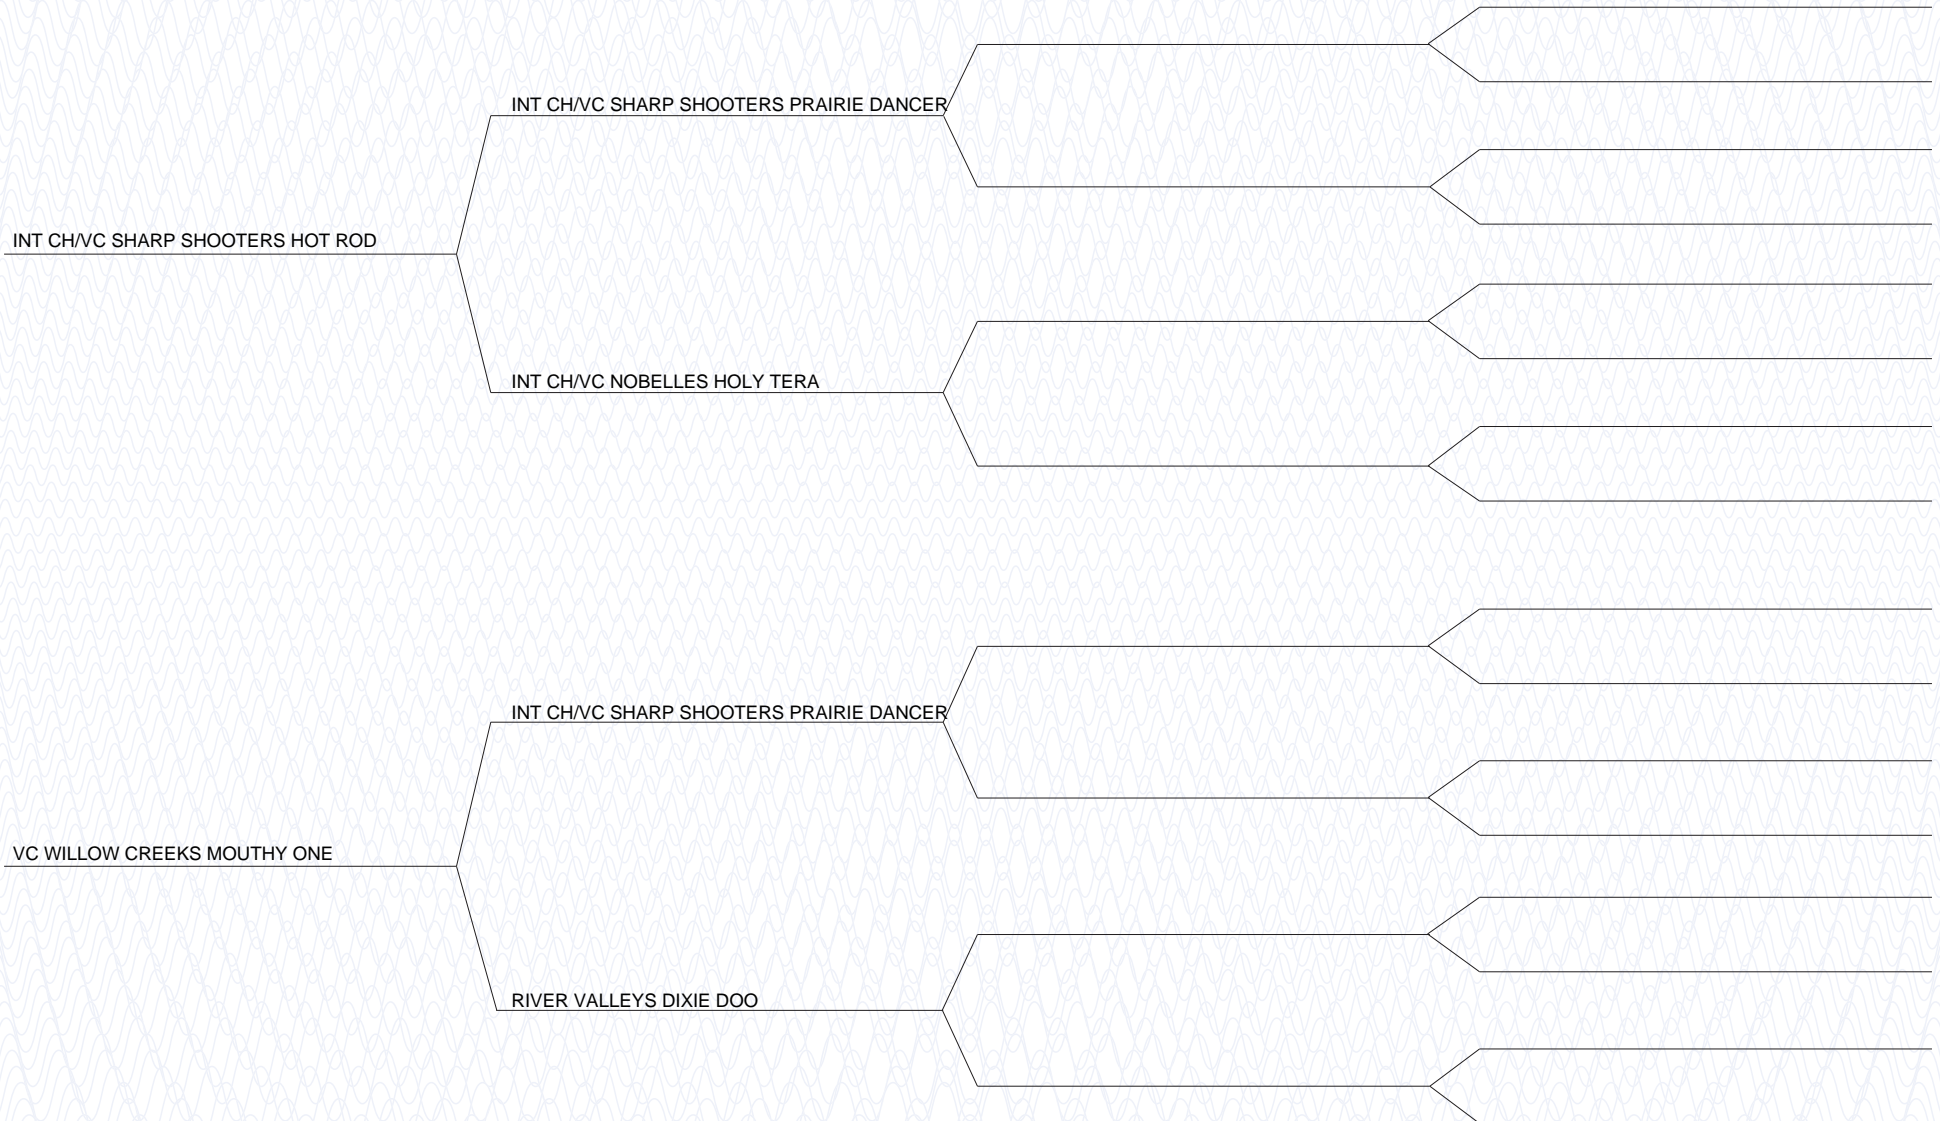 INT CH/VC SHARP SHOOTERS PRAIRIE DANCER
INT CH/VC SHARP SHOOTERS HOT ROD
INT CH/VC NOBELLES HOLY TERA
INT CH/VC SHARP SHOOTERS PRAIRIE DANCER
VC WILLOW CREEKS MOUTHY ONE
RIVER VALLEYS DIXIE DOO